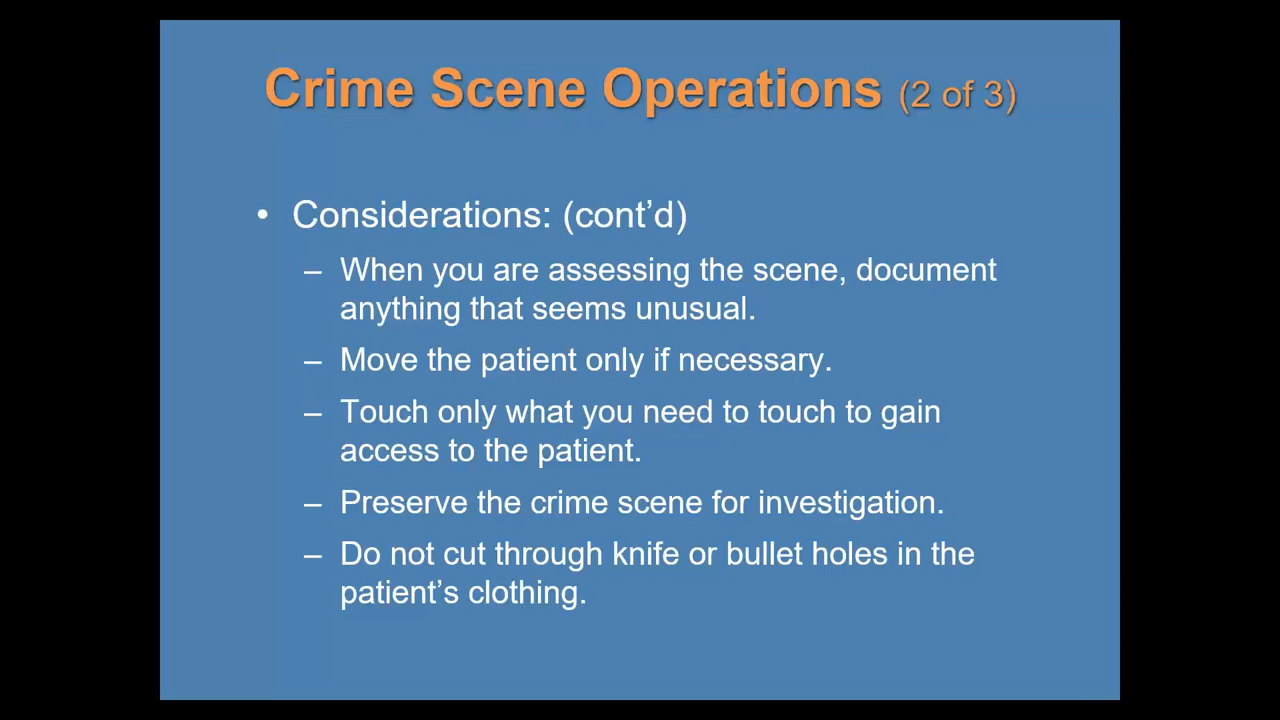 Crime Scene Operations (2 of 3)
• Considerations: (cont’d)
– When you are assessing the scene, document
anything that seems unusual.
– Move the patient only if necessary.
– Touch only what you need to touch to gain
access to the patient.
– Preserve the crime scene for investigation.
– Do not cut through knife or bullet holes in the
patient’s clothing.